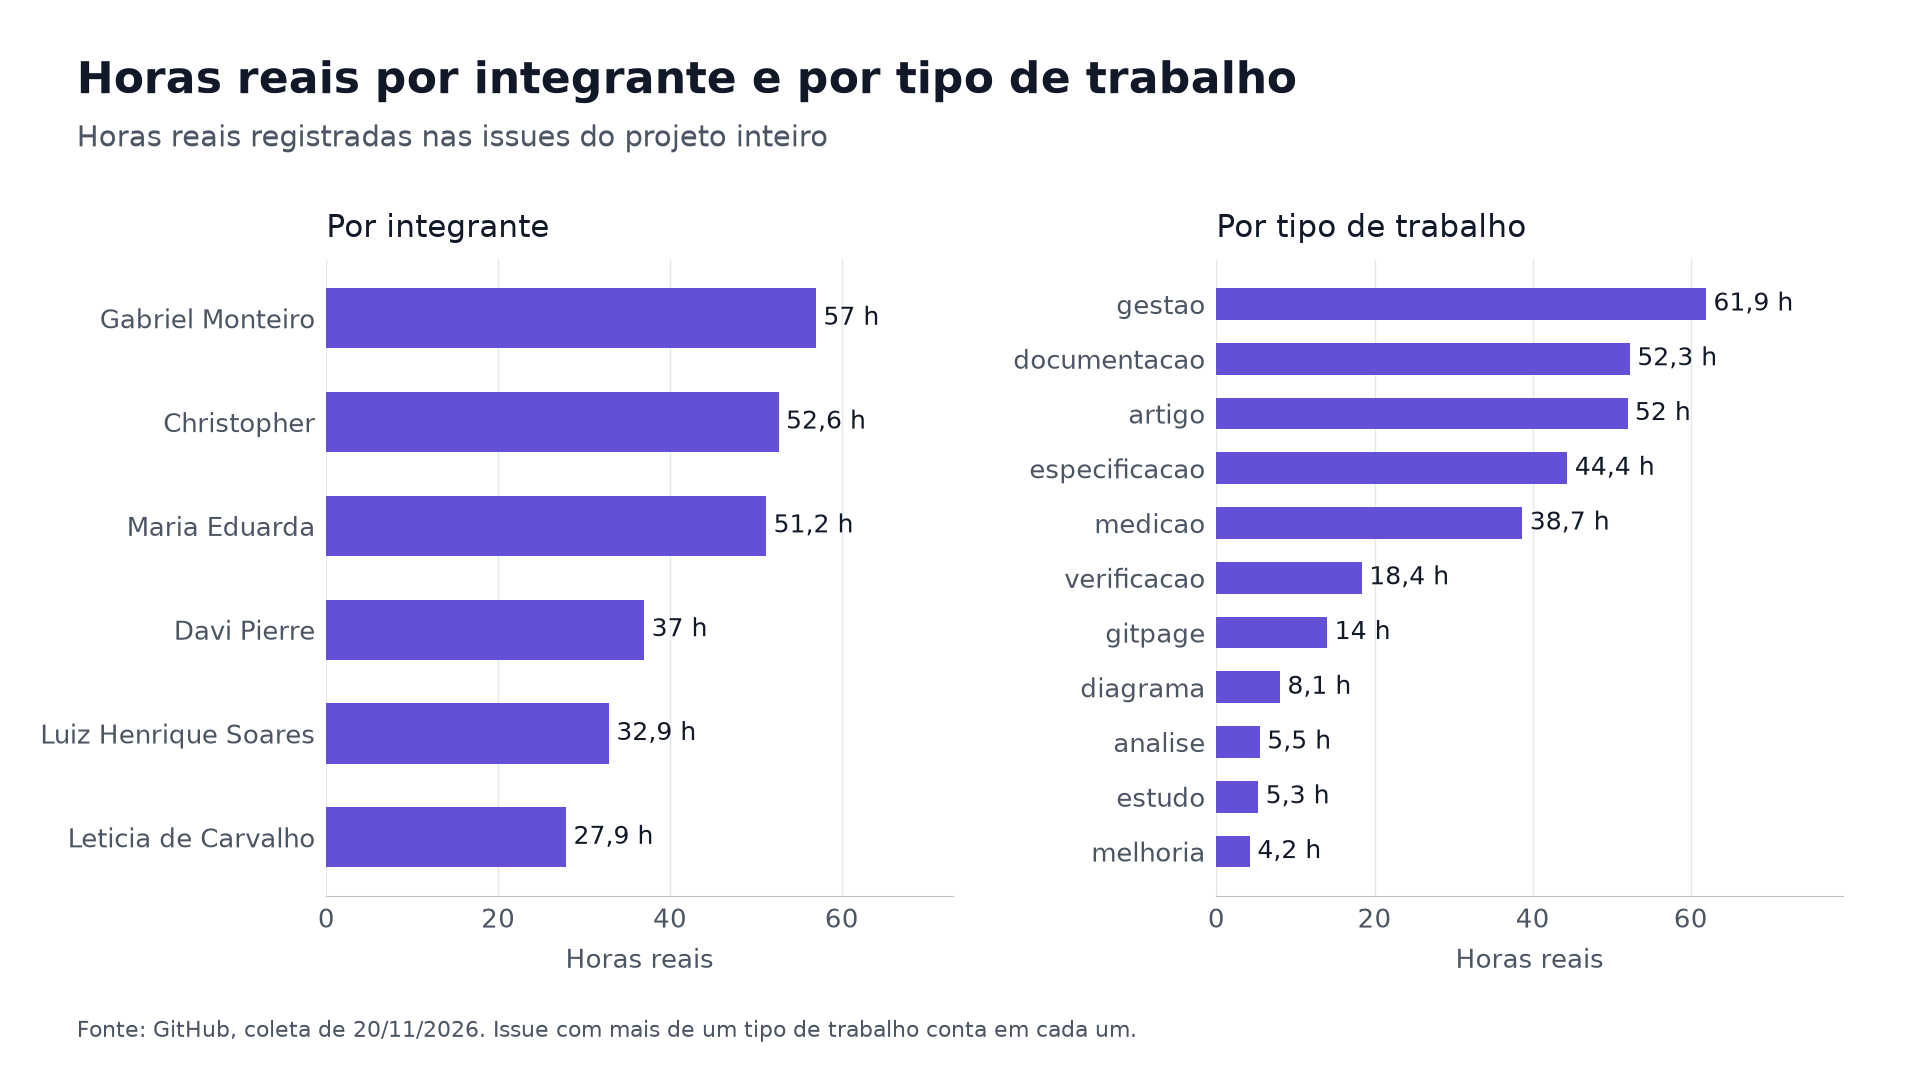 Horas reais por integrante e por tipo de trabalho
Horas reais registradas nas issues do projeto inteiro
Por integrante
Gabriel Monteiro 57 h
Christopher 52,6 h
Maria Eduarda 51,2 h
Davi Pierre 37 h
Luiz Henrique Soares 32,9 h
Leticia de Carvalho 27,9 h
0 20 40 60
Horas reais
Por tipo de trabalho
gestao 61,9 h
documentacao 52,3 h
artigo 52 h
especificacao 44,4 h
medicao 38,7 h
verificacao 18,4 h
gitpage 14 h
diagrama 8,1 h
analise 5,5 h
estudo 5,3 h
melhoria 4,2 h
0 20 40 60
Horas reais
Fonte: GitHub, coleta de 20/11/2026. Issue com mais de um tipo de trabalho conta em cada um.